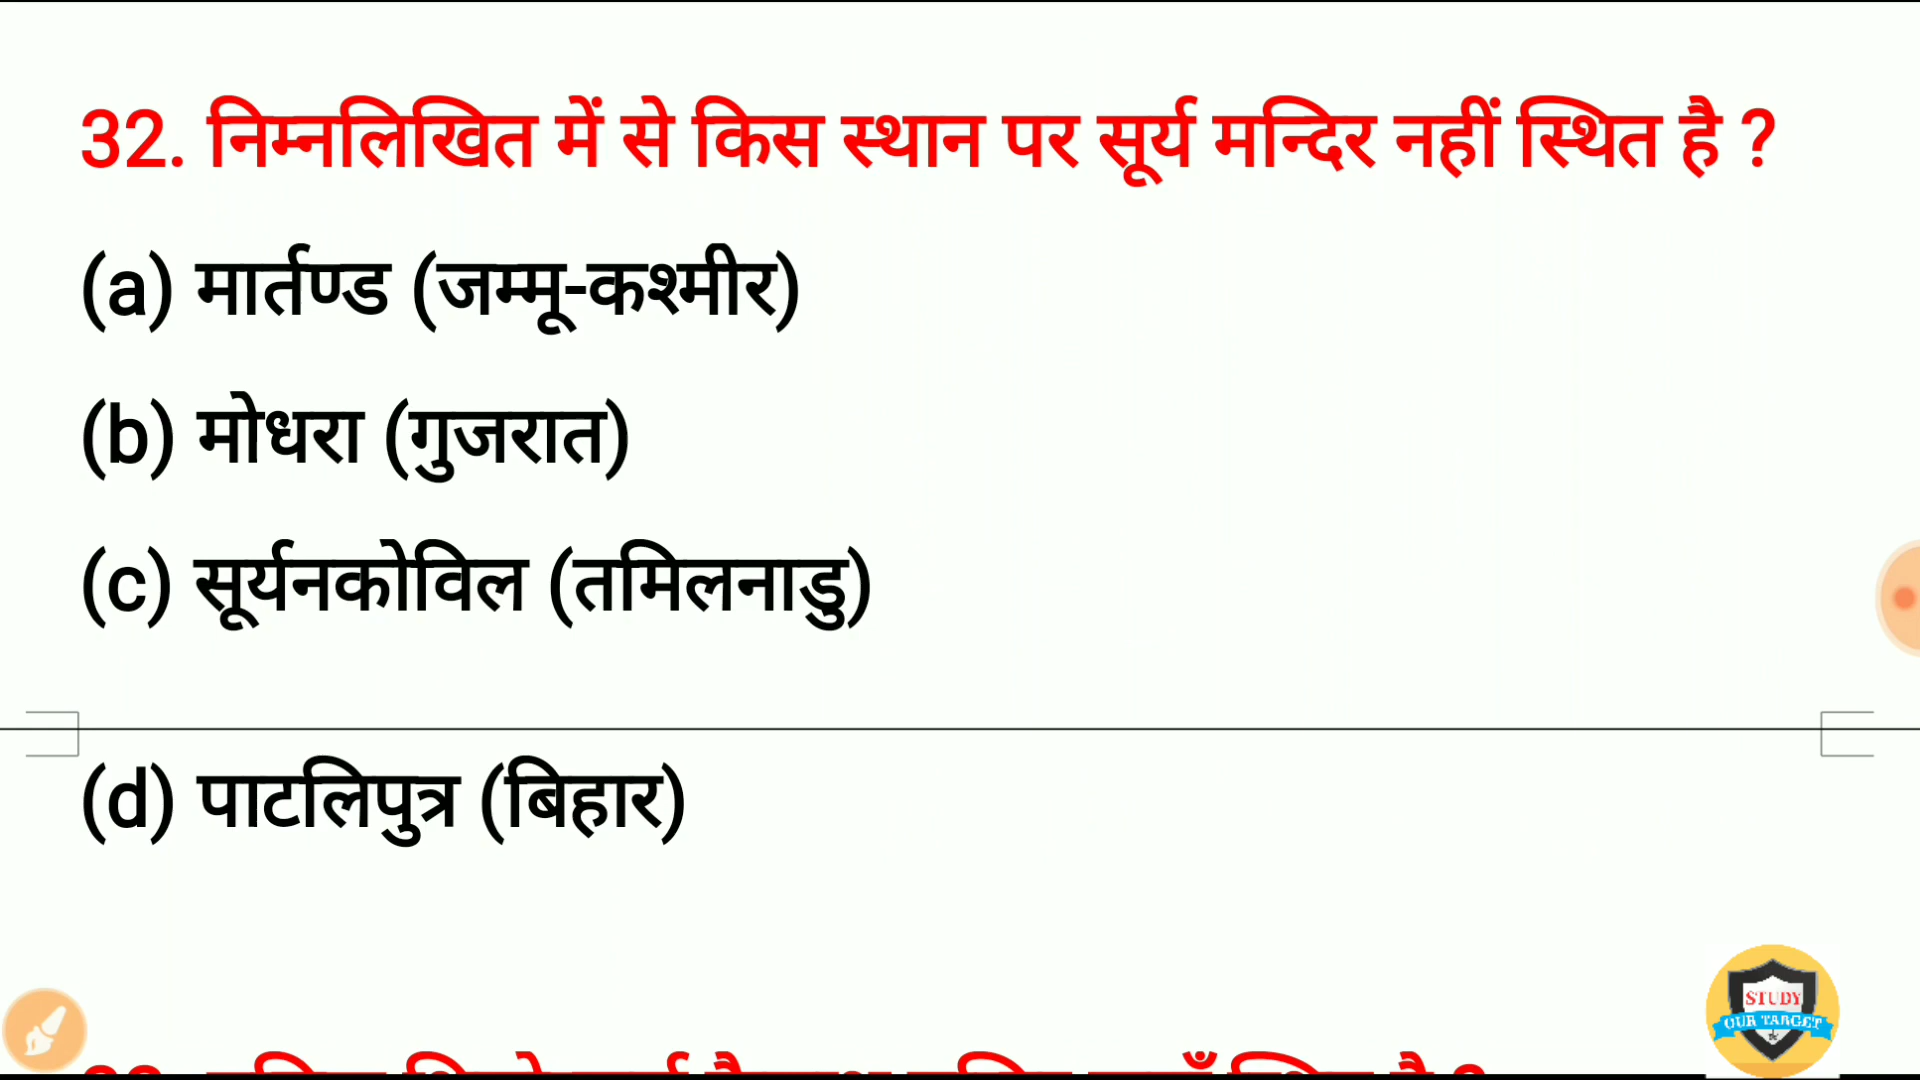 32. निम्नलिखित में से किस स्थान पर सूर्य मन्दिर नहीं स्थित है ?
(a) मार्तण्ड (जम्मू-कश्मीर)
(b) मोधरा (गुजरात)
(c) सूर्यनकोविल (तमिलनाडु)
(d) पाटलिपुत्र (बिहार)
STUDY
OUR TARGET